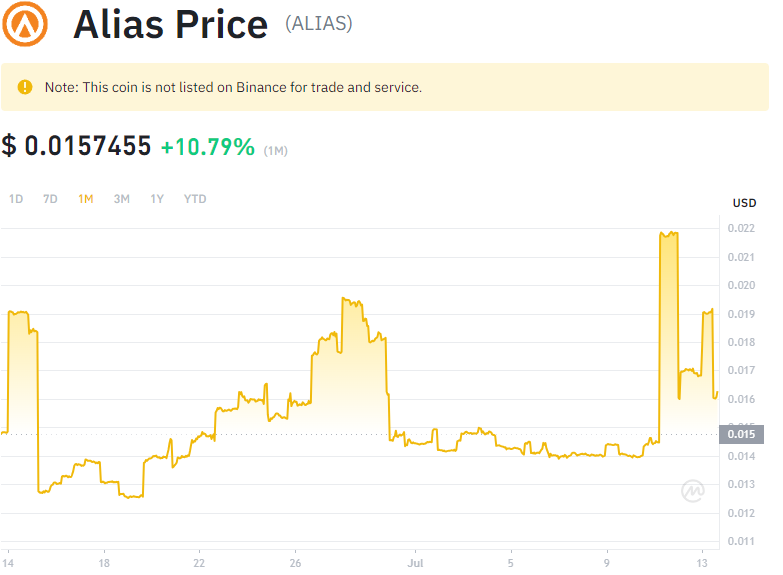 Alias Price (ALIAS)
Note: This coin is not listed on Binance for trade and service.
$ 0.0157455 +10.79% (1M)
1D 7D 1M 3M 1Y YTD
USD
0.022
0.021
0.020
0.019
0.018
0.017
0.016
0.015
0.014
0.013
0.012
0.011
14 18 22 26 Jul 5 9 13